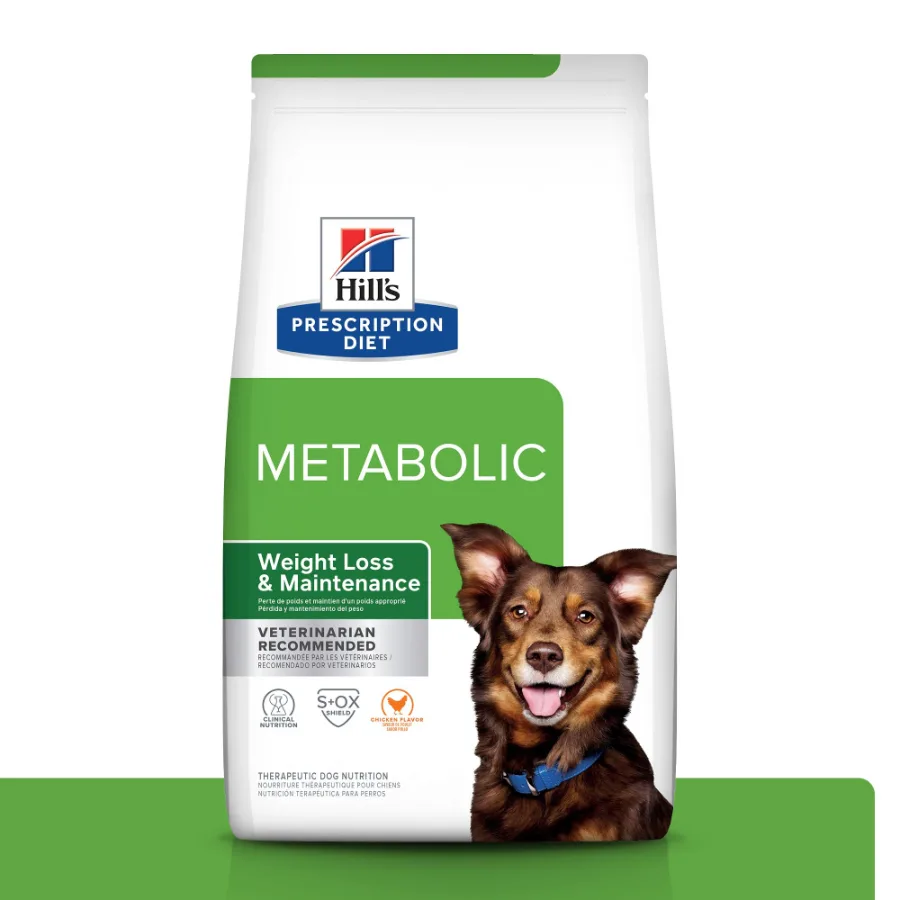 Hill's
PRESCRIPTION
DIET
METABOLIC
Weight Loss
& Maintenance
Perte de poids et maintien d'un poids approprié
Pérdida y mantenimiento del peso
VETERINARIAN
RECOMMENDED
RECOMMANDÉE PAR LES VÉTÉRINAIRES /
RECOMENDADO POR VETERINARIOS
CLINICAL
NUTRITION
S+OX
SHIELD
CHICKEN FLAVOR
THERAPEUTIC DOG NUTRITION
NOURRITURE THÉRAPEUTIQUE POUR CHIENS
NUTRICIÓN TERAPÉUTICA PARA PERROS